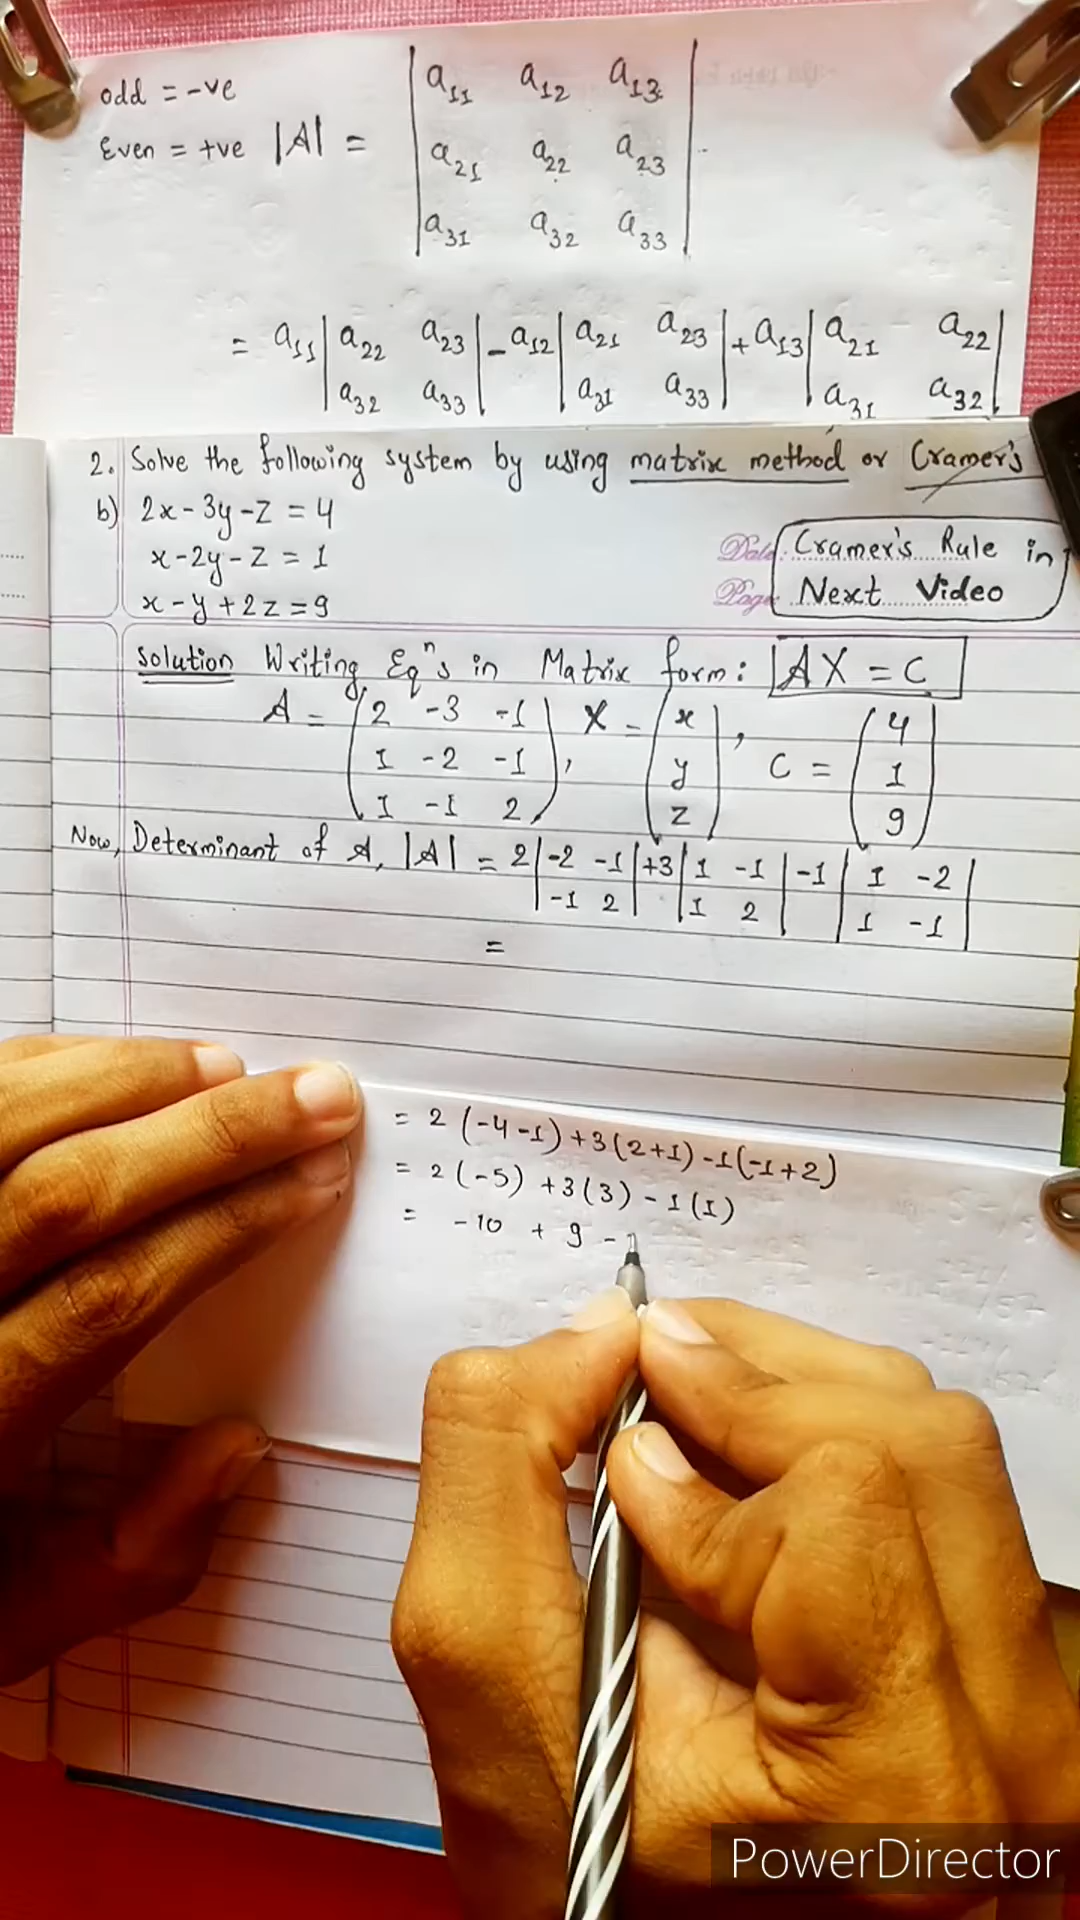 odd = -ve
Even = +ve |A| = | a11 a12 a13 |
| a21 a22 a23 |
| a31 a32 a33 |
= a11 | a22 a23 | - a12 | a21 a23 | + a13 | a21 a22 |
| a32 a33 | | a31 a33 | | a31 a32 |
2. Solve the following system by using matrix method or Cramer's
b) 2x - 3y - z = 4
x - 2y - z = 1
x - y + 2z = 9
Date: Cramer's Rule in
Page: Next Video
Solution Writing Eqⁿ's in Matrix form: AX = C
A = ( 2 -3 -1 ) X = ( x ) , C = ( 4 )
( 1 -2 -1 ) , ( y ) ( 1 )
( 1 -1 2 ) ( z ) ( 9 )
Now, Determinant of A, |A| = 2 | -2 -1 | +3 | 1 -1 | -1 | 1 -2 |
| -1 2 | | 1 2 | | 1 -1 |
=
= 2 (-4-1) + 3(2+1) - 1(-1+2)
= 2 (-5) + 3(3) - 1(1)
= -10 + 9 -
PowerDirector